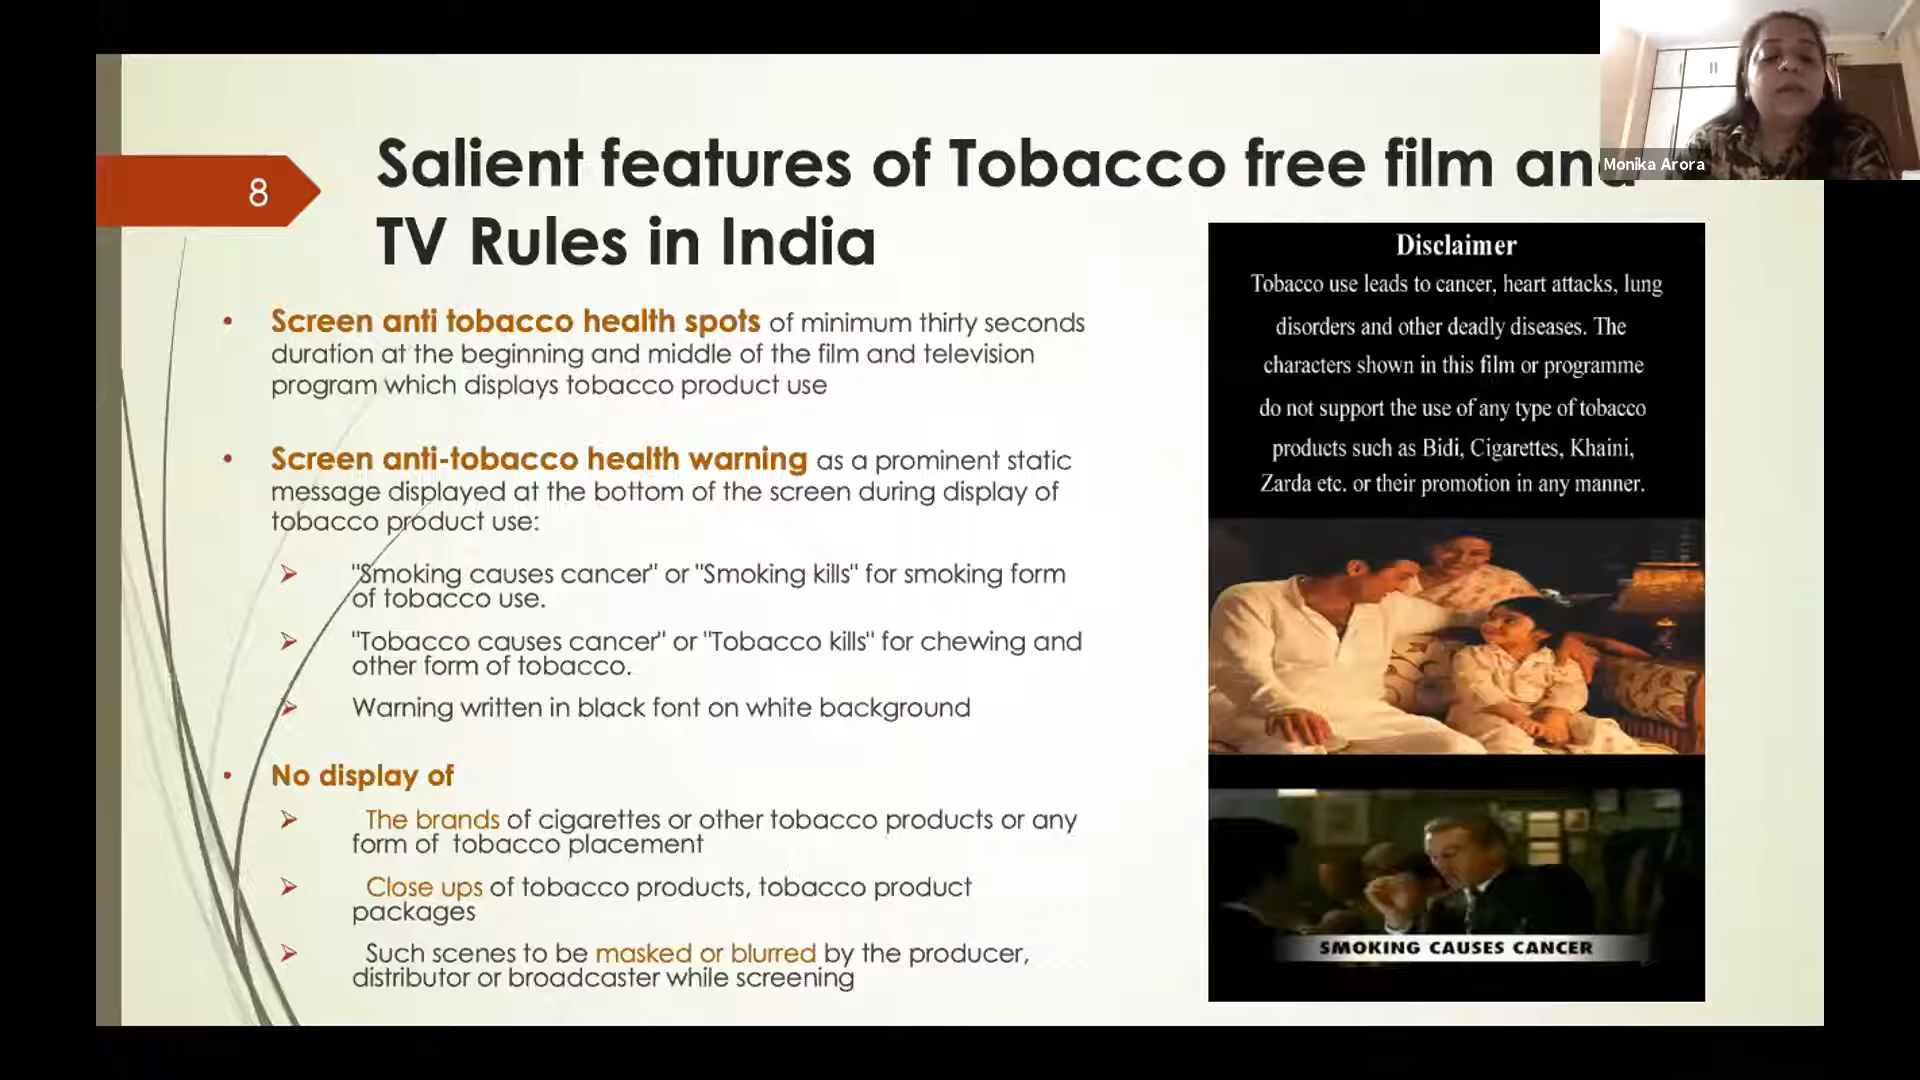 Monika Arora
8
Salient features of Tobacco free film and
TV Rules in India
• Screen anti tobacco health spots of minimum thirty seconds
duration at the beginning and middle of the film and television
program which displays tobacco product use
• Screen anti-tobacco health warning as a prominent static
message displayed at the bottom of the screen during display of
tobacco product use:
"Smoking causes cancer" or "Smoking kills" for smoking form
of tobacco use.
"Tobacco causes cancer" or "Tobacco kills" for chewing and
other form of tobacco.
Warning written in black font on white background
• No display of
The brands of cigarettes or other tobacco products or any
form of tobacco placement
Close ups of tobacco products, tobacco product
packages
Such scenes to be masked or blurred by the producer,
distributor or broadcaster while screening
Disclaimer
Tobacco use leads to cancer, heart attacks, lung
disorders and other deadly diseases. The
characters shown in this film or programme
do not support the use of any type of tobacco
products such as Bidi, Cigarettes, Khaini,
Zarda etc. or their promotion in any manner.
SMOKING CAUSES CANCER